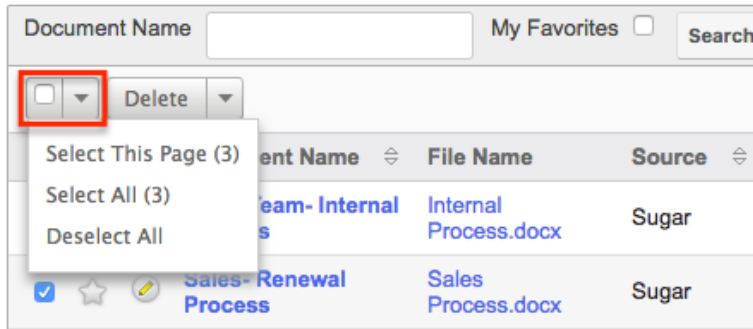 Document Name My Favorites Search
Delete
Select This Page (3)
ent Name File Name Source
Select All (3)
eam- Internal Internal Sugar
s Process.docx
Deselect All
Sales- Renewal Sales Sugar
Process Process.docx